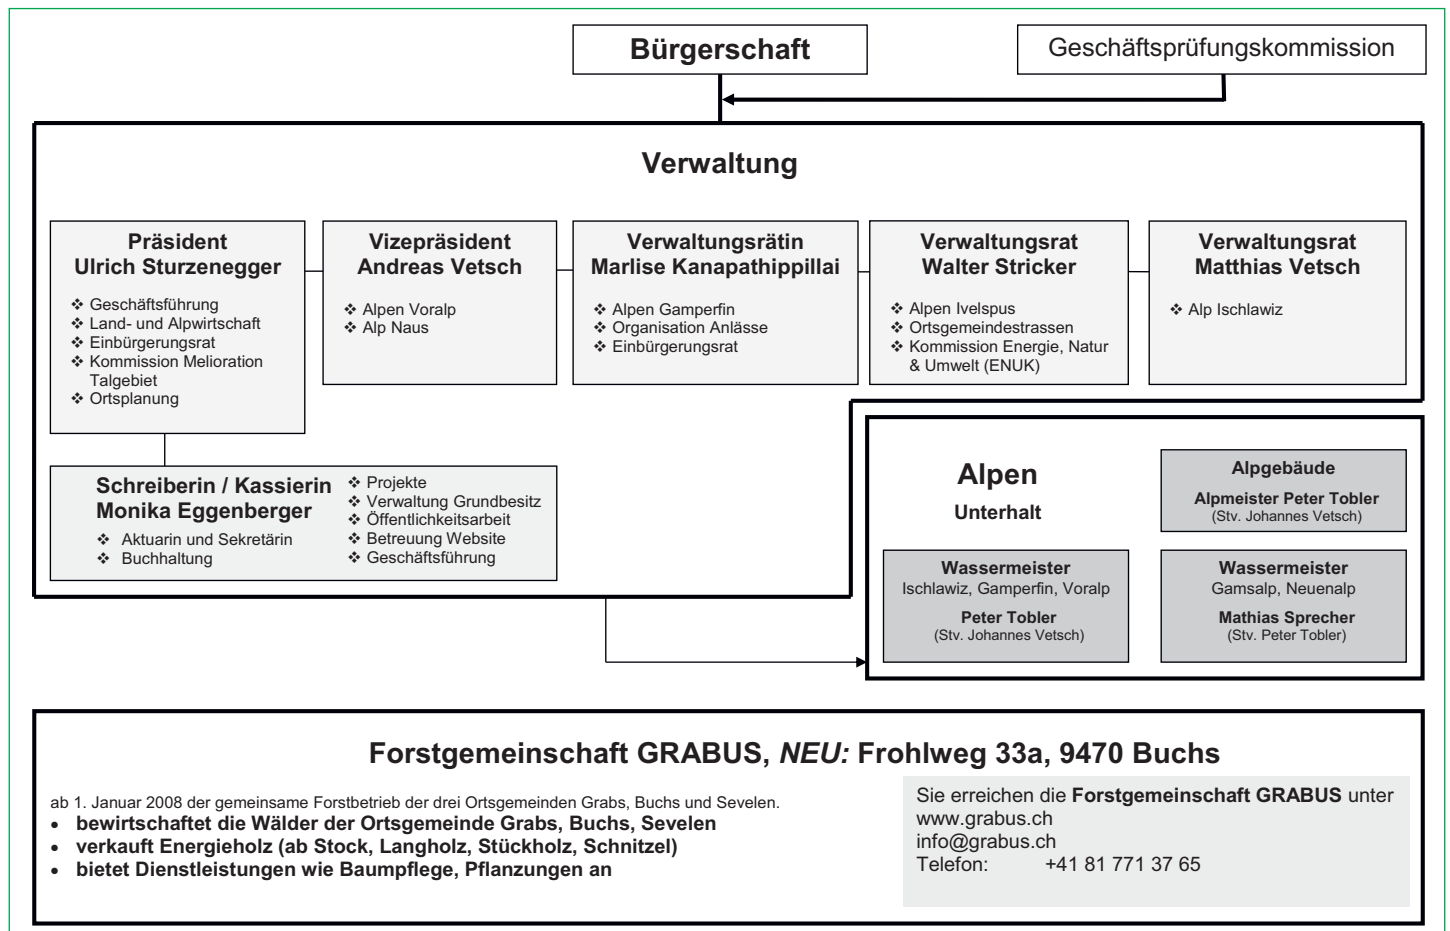 Bürgerschaft
Geschäftsprüfungskommission
Verwaltung
Präsident
Ulrich Sturzenegger
❖ Geschäftsführung
❖ Land- und Alpwirtschaft
❖ Einbürgerungsrat
❖ Kommission Melioration
Talgebiet
❖ Ortsplanung
Vizepräsident
Andreas Vetsch
❖ Alpen Voralp
❖ Alp Naus
Verwaltungsrätin
Marlise Kanapathippillai
❖ Alpen Gamperfin
❖ Organisation Anlässe
❖ Einbürgerungsrat
Verwaltungsrat
Walter Stricker
❖ Alpen Ivelspus
❖ Ortsgemeindestrassen
❖ Kommission Energie, Natur
& Umwelt (ENUK)
Verwaltungsrat
Matthias Vetsch
❖ Alp Ischlawiz
Schreiberin / Kassierin
Monika Eggenberger
❖ Aktuarin und Sekretärin
❖ Buchhaltung
❖ Projekte
❖ Verwaltung Grundbesitz
❖ Öffentlichkeitsarbeit
❖ Betreuung Website
❖ Geschäftsführung
Alpen
Unterhalt
Alpgebäude
Alpmeister Peter Tobler
(Stv. Johannes Vetsch)
Wassermeister
Ischlawiz, Gamperfin, Voralp
Peter Tobler
(Stv. Johannes Vetsch)
Wassermeister
Gamsalp, Neuenalp
Mathias Sprecher
(Stv. Peter Tobler)
Forstgemeinschaft GRABUS, NEU: Frohlweg 33a, 9470 Buchs
ab 1. Januar 2008 der gemeinsame Forstbetrieb der drei Ortsgemeinden Grabs, Buchs und Sevelen.
• bewirtschaftet die Wälder der Ortsgemeinde Grabs, Buchs, Sevelen
• verkauft Energieholz (ab Stock, Langholz, Stückholz, Schnitzel)
• bietet Dienstleistungen wie Baumpflege, Pflanzungen an
Sie erreichen die Forstgemeinschaft GRABUS unter
www.grabus.ch
info@grabus.ch
Telefon: +41 81 771 37 65